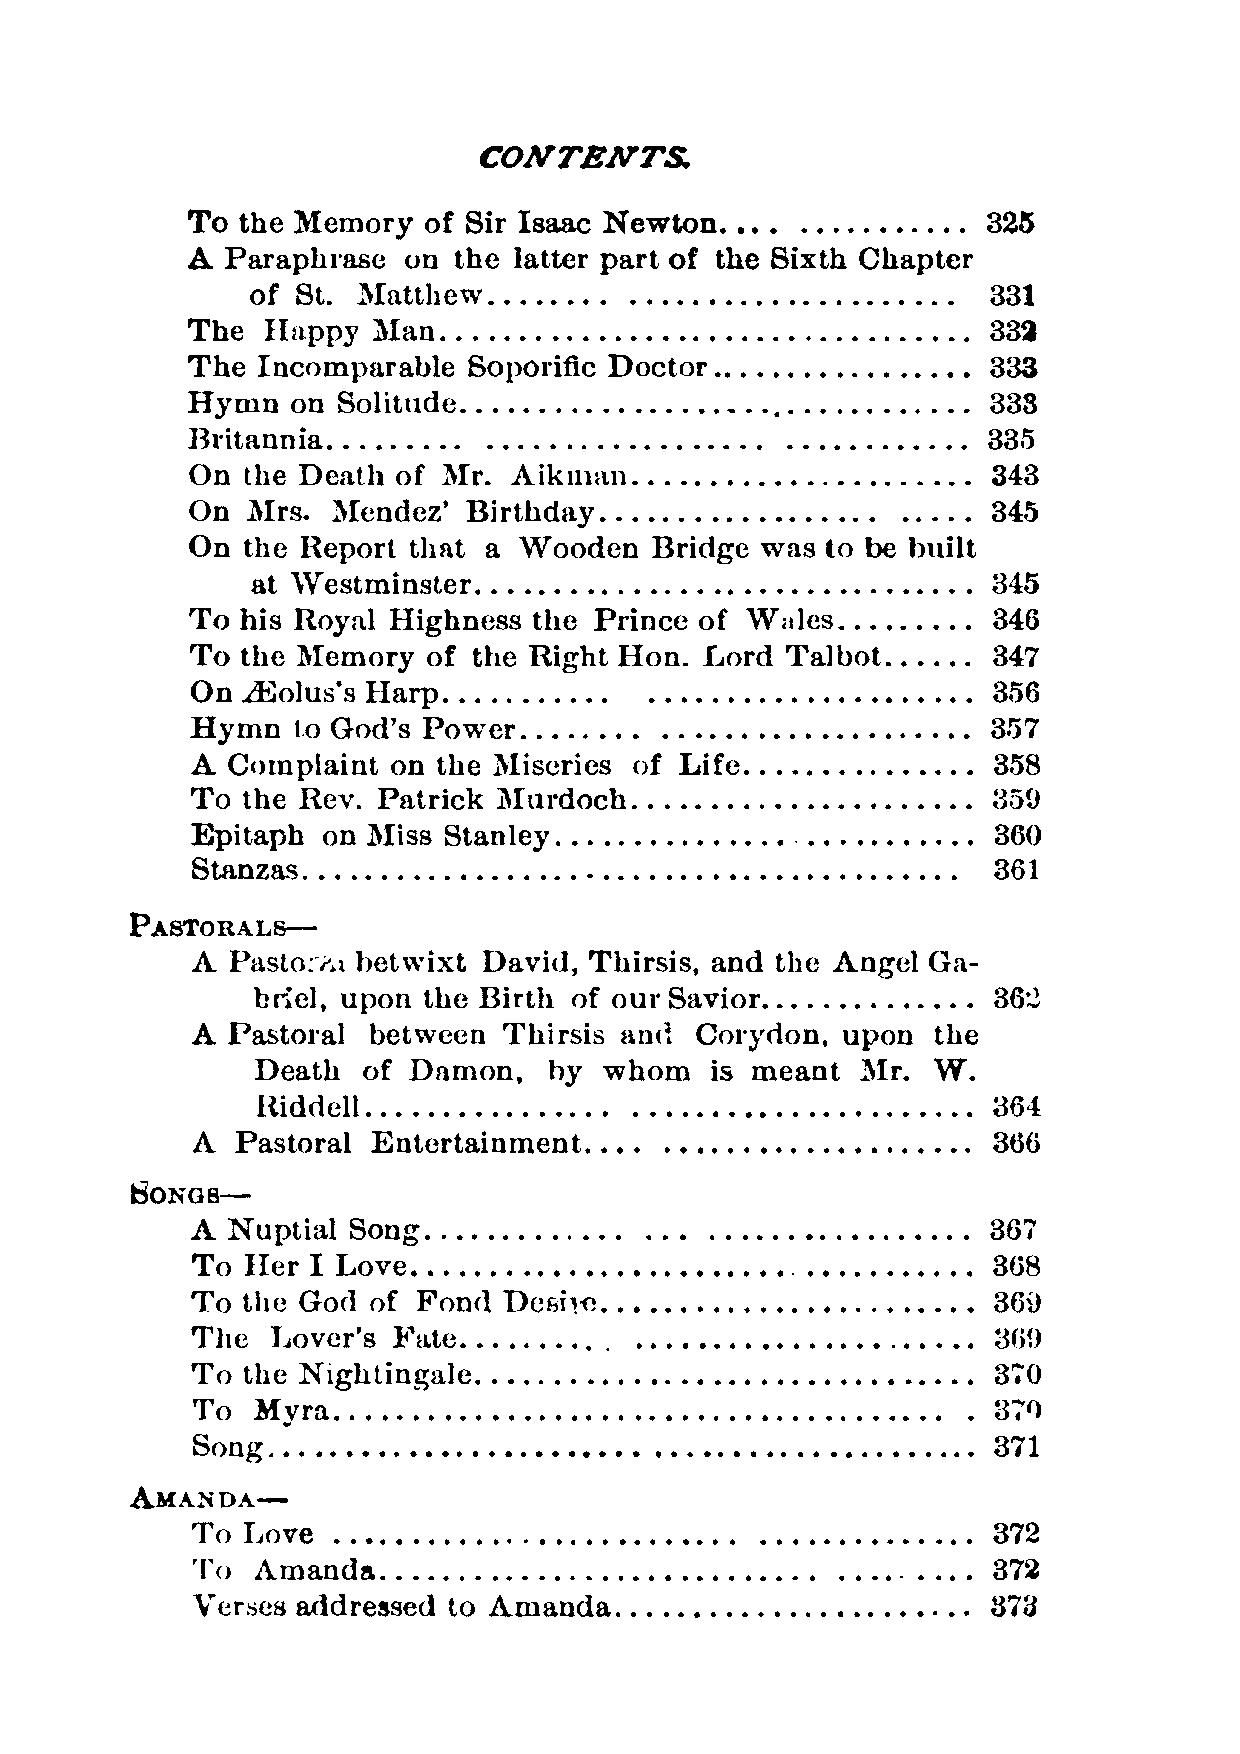 CONTENTS.
To the Memory of Sir Isaac Newton.... ........... 325
A Paraphrase on the latter part of the Sixth Chapter
of St. Matthew........ ..................... 331
The Happy Man.................................. 332
The Incomparable Soporific Doctor................. 333
Hymn on Solitude................................. 333
Britannia......... .................. ............ 335
On the Death of Mr. Aikman...................... 343
On Mrs. Mendez' Birthday.................. ..... 345
On the Report that a Wooden Bridge was to be built
at Westminster................................ 345
To his Royal Highness the Prince of Wales......... 346
To the Memory of the Right Hon. Lord Talbot...... 347
On Æolus's Harp........... ..................... 356
Hymn to God's Power........ .................... 357
A Complaint on the Miseries of Life............... 358
To the Rev. Patrick Murdoch...................... 359
Epitaph on Miss Stanley........................... 360
Stanzas.......................................... 361
PASTORALS—
A Pastoral betwixt David, Thirsis, and the Angel Ga-
briel, upon the Birth of our Savior.............. 362
A Pastoral between Thirsis and Corydon, upon the
Death of Damon, by whom is meant Mr. W.
Riddell................ ...................... 364
A Pastoral Entertainment.... .................... 366
SONGS—
A Nuptial Song............. ... ................. 367
To Her I Love.................................... 368
To the God of Fond Desire........................ 369
The Lover's Fate.......... ...................... 369
To the Nightingale................................ 370
To Myra....................................... . 370
Song............................................. 371
AMANDA—
To Love .......................... .............. 372
To Amanda............................ ......... 372
Verses addressed to Amanda....................... 373